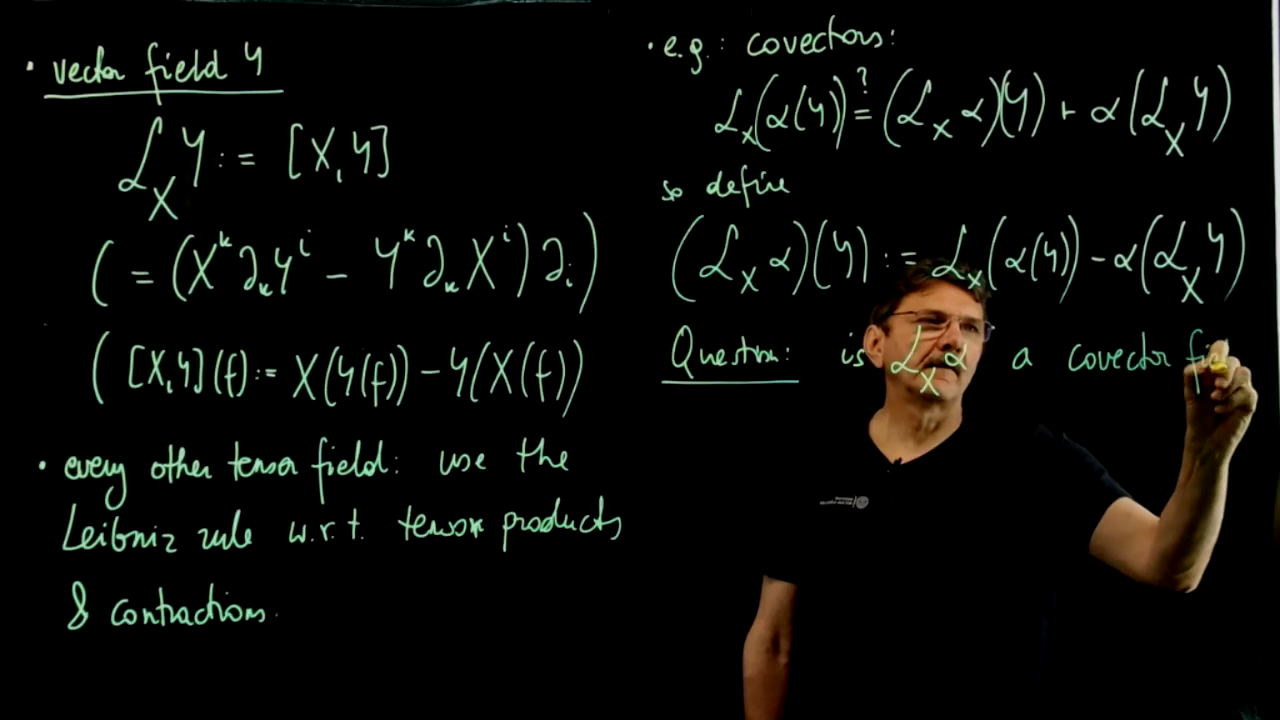 • vector field Y
ℒ_X Y := [X, Y]
( = (X^k ∂_k Y^i − Y^k ∂_k X^i) ∂_i )
( [X, Y](f) := X(Y(f)) − Y(X(f))
• every other tensor field: use the
Leibniz rule w.r.t. tensor products
& contractions.
• e.g.: covectors:
ℒ_X(α(Y)) ?= (ℒ_X α)(Y) + α(ℒ_X Y)
so define
(ℒ_X α)(Y) := ℒ_X(α(Y)) − α(ℒ_X Y)
Question: is ℒ_X α a covector